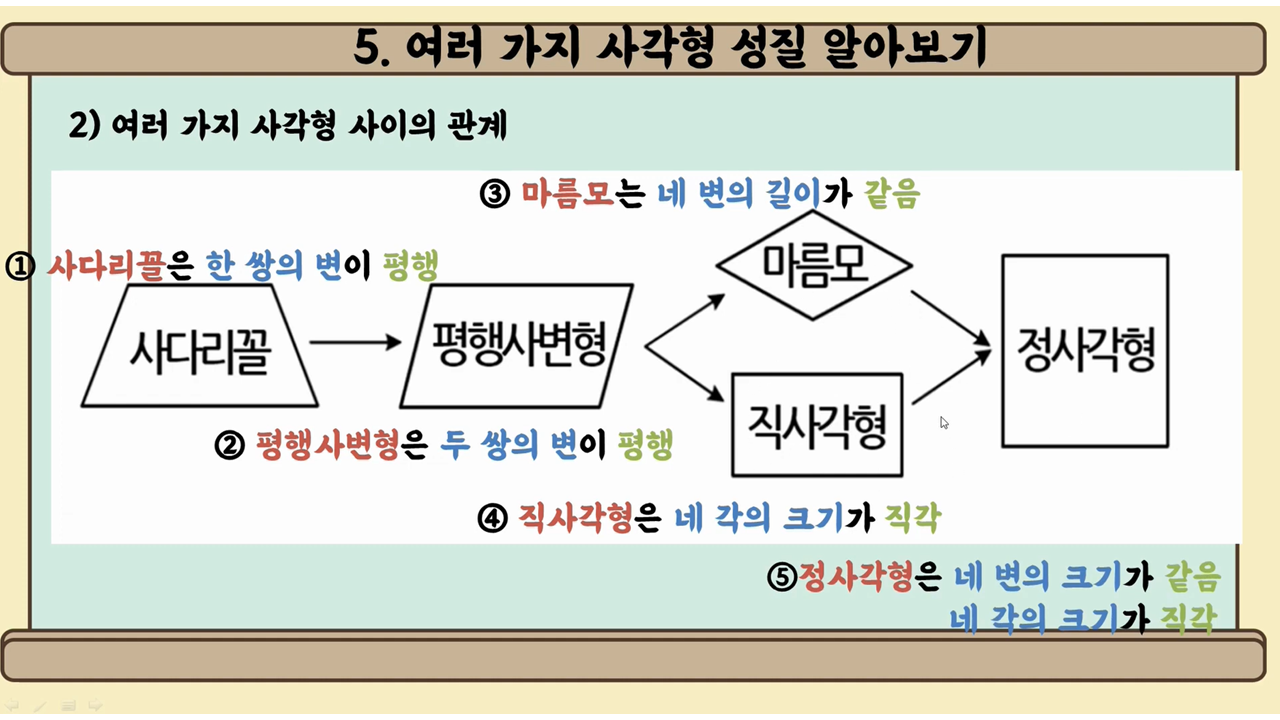 5. 여러 가지 사각형 성질 알아보기
2) 여러 가지 사각형 사이의 관계
③ 마름모는 네 변의 길이가 같음
① 사다리꼴은 한 쌍의 변이 평행
마름모
사다리꼴
평행사변형
정사각형
직사각형
② 평행사변형은 두 쌍의 변이 평행
④ 직사각형은 네 각의 크기가 직각
⑤정사각형은 네 변의 크기가 같음
네 각의 크기가 직각